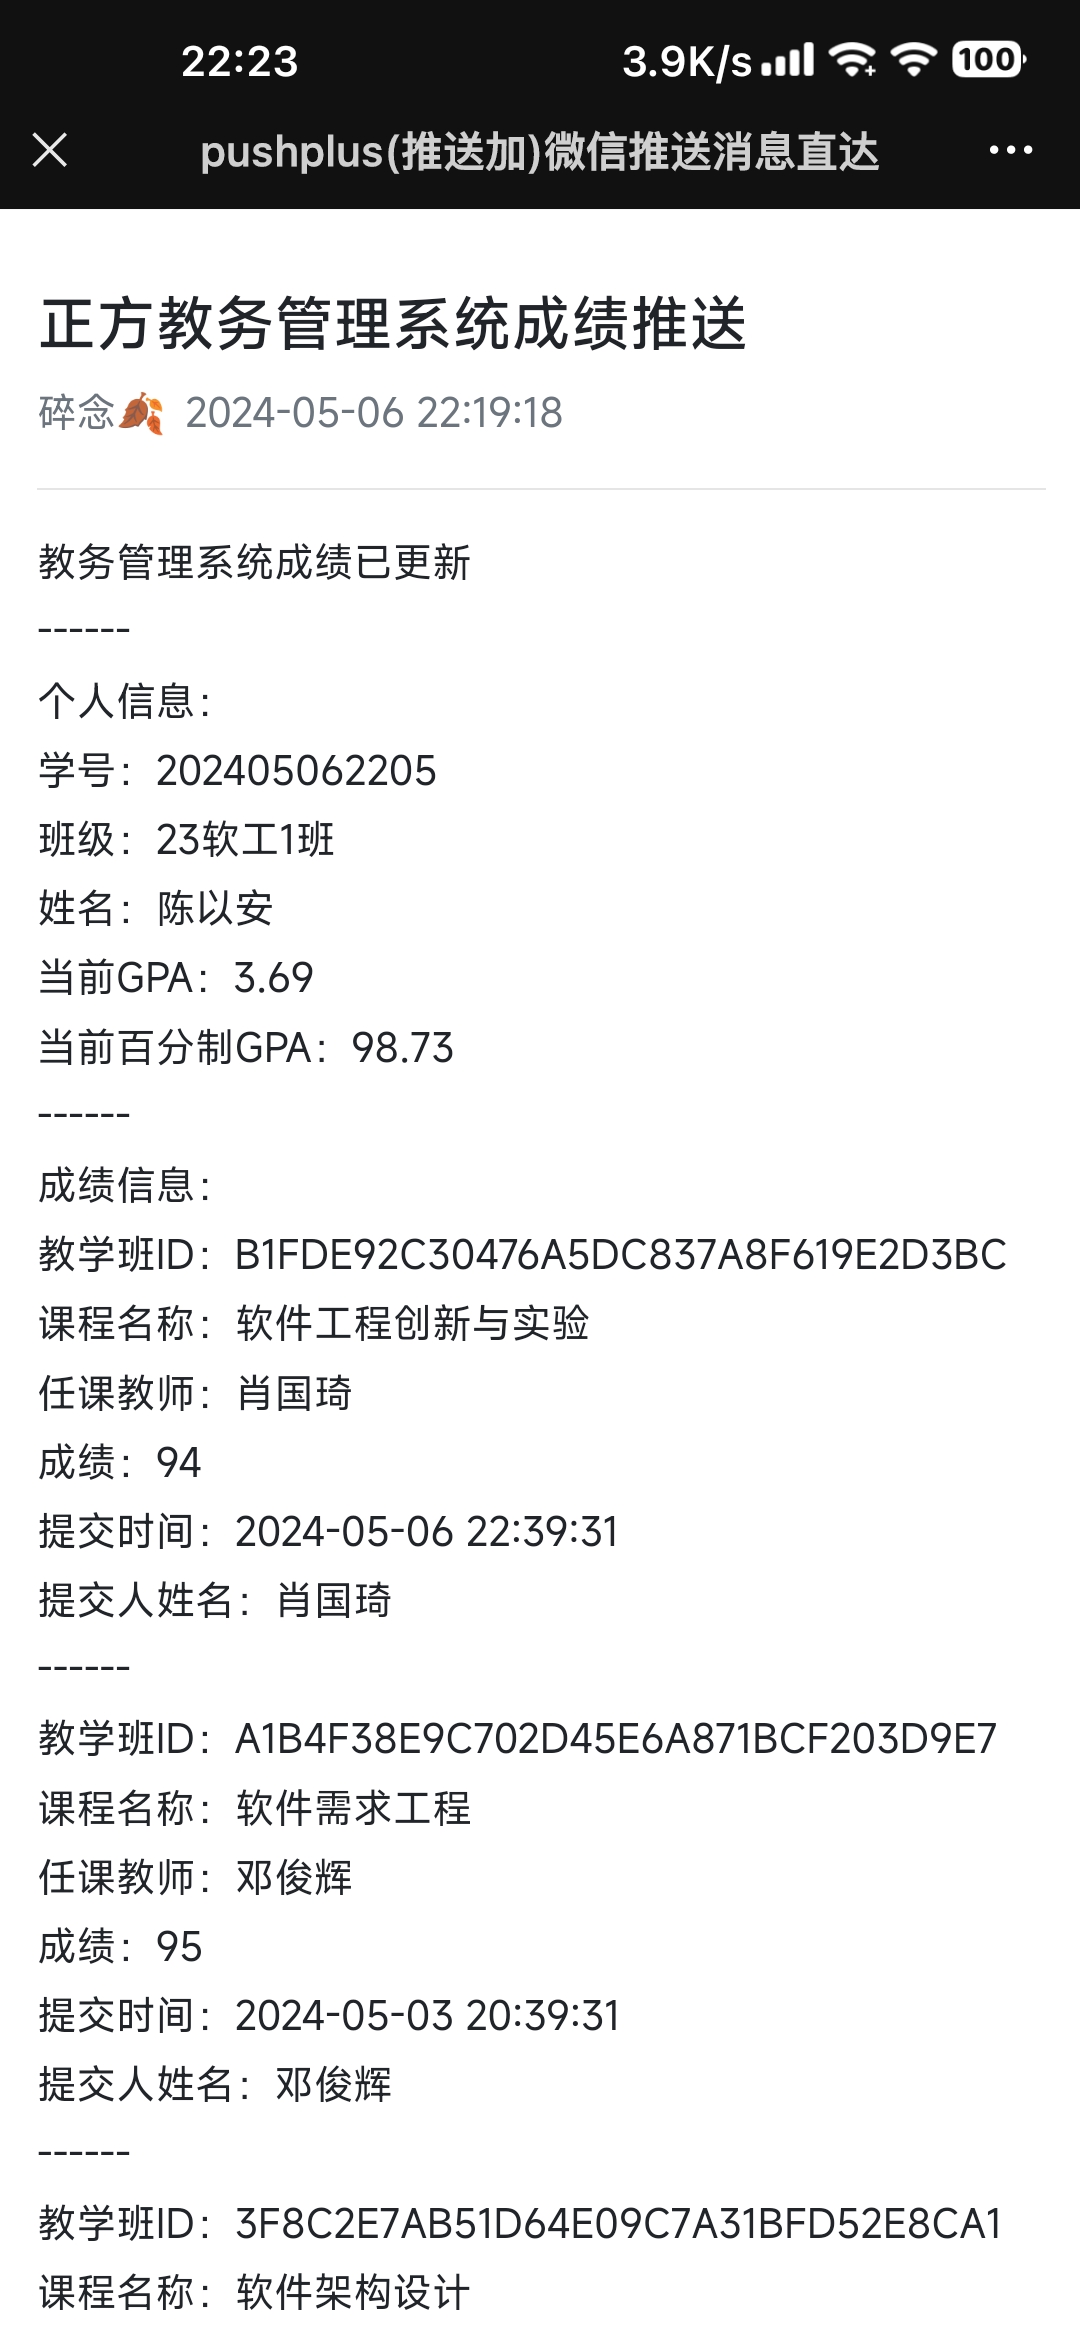 22:23 3.9K/s 100
pushplus(推送加)微信推送消息直达
正方教务管理系统成绩推送
碎念🍂 2024-05-06 22:19:18
教务管理系统成绩已更新
------
个人信息：
学号：202405062205
班级：23软工1班
姓名：陈以安
当前GPA：3.69
当前百分制GPA：98.73
------
成绩信息：
教学班ID：B1FDE92C30476A5DC837A8F619E2D3BC
课程名称：软件工程创新与实验
任课教师：肖国琦
成绩：94
提交时间：2024-05-06 22:39:31
提交人姓名：肖国琦
------
教学班ID：A1B4F38E9C702D45E6A871BCF203D9E7
课程名称：软件需求工程
任课教师：邓俊辉
成绩：95
提交时间：2024-05-03 20:39:31
提交人姓名：邓俊辉
------
教学班ID：3F8C2E7AB51D64E09C7A31BFD52E8CA1
课程名称：软件架构设计